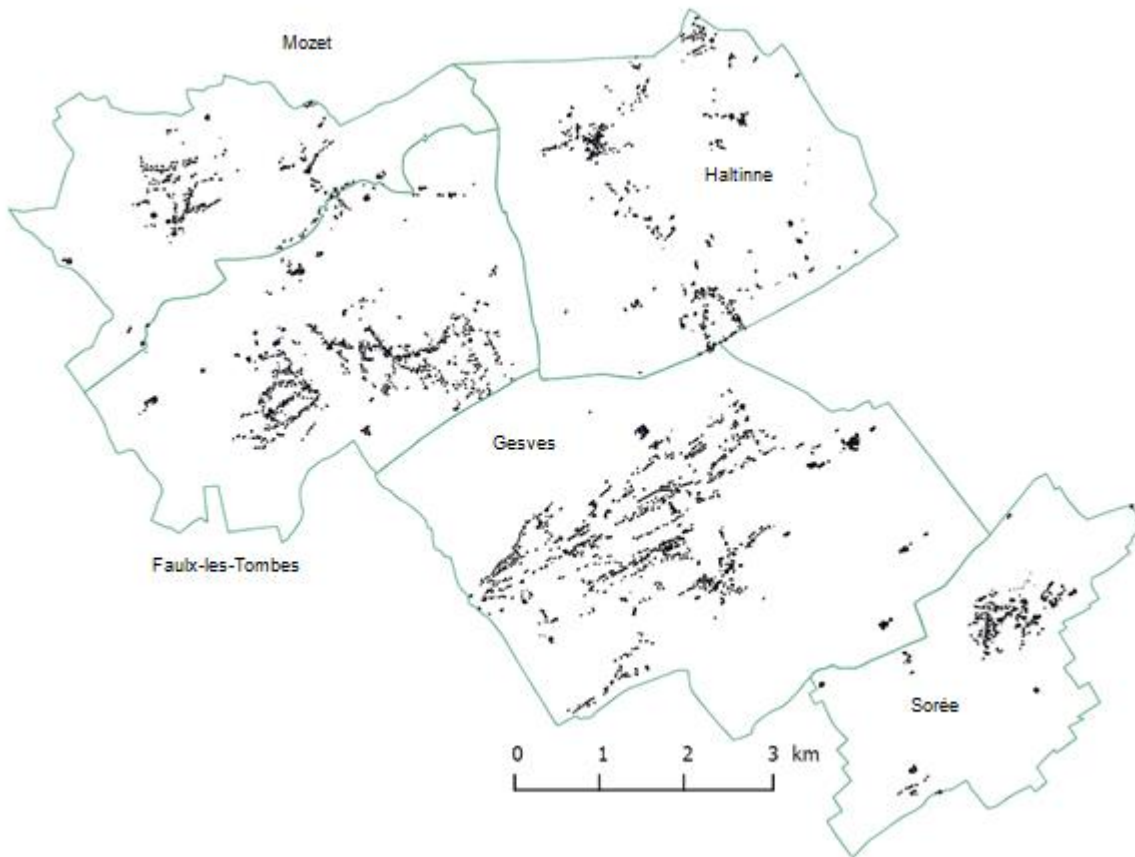 Mozet
Haltinne
Gesves
Faulx-les-Tombes
Sorée
0 1 2 3 km